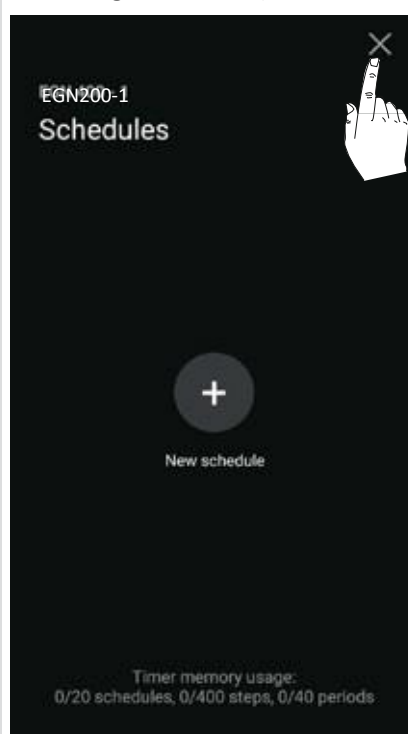 EGN200-1
Schedules
New schedule
Timer memory usage:
0/20 schedules, 0/400 steps, 0/40 periods